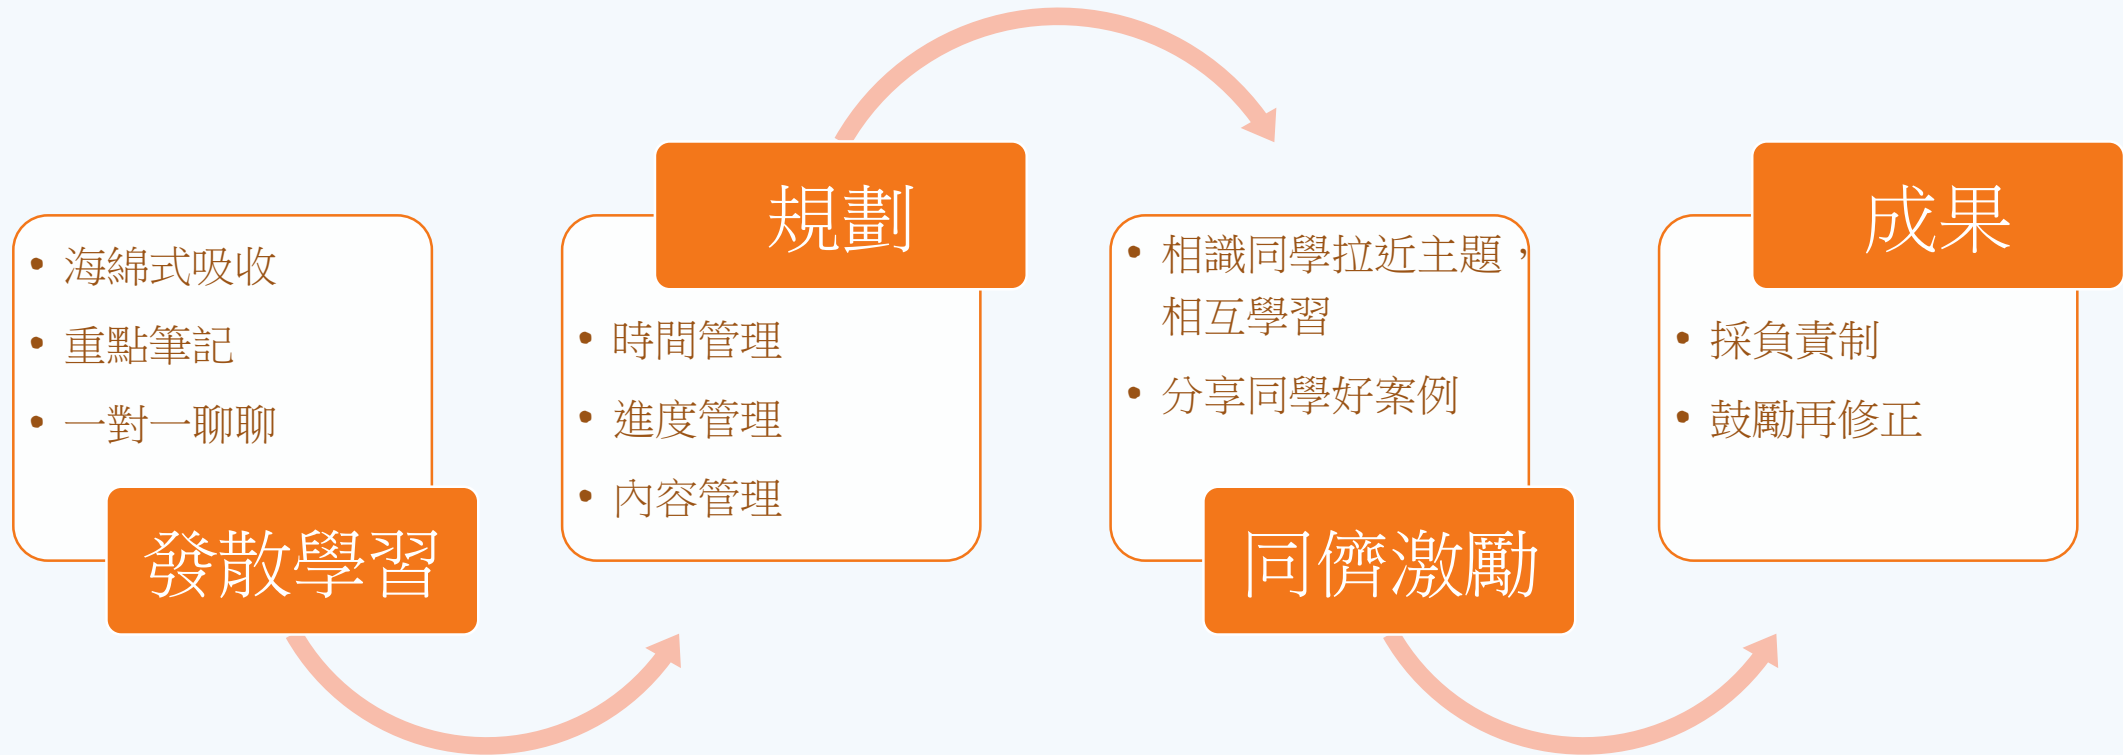 • 海綿式吸收
• 重點筆記
• 一對一聊聊
發散學習
規劃
• 時間管理
• 進度管理
• 內容管理
• 相識同學拉近主題，
相互學習
• 分享同學好案例
同儕激勵
成果
• 採負責制
• 鼓勵再修正